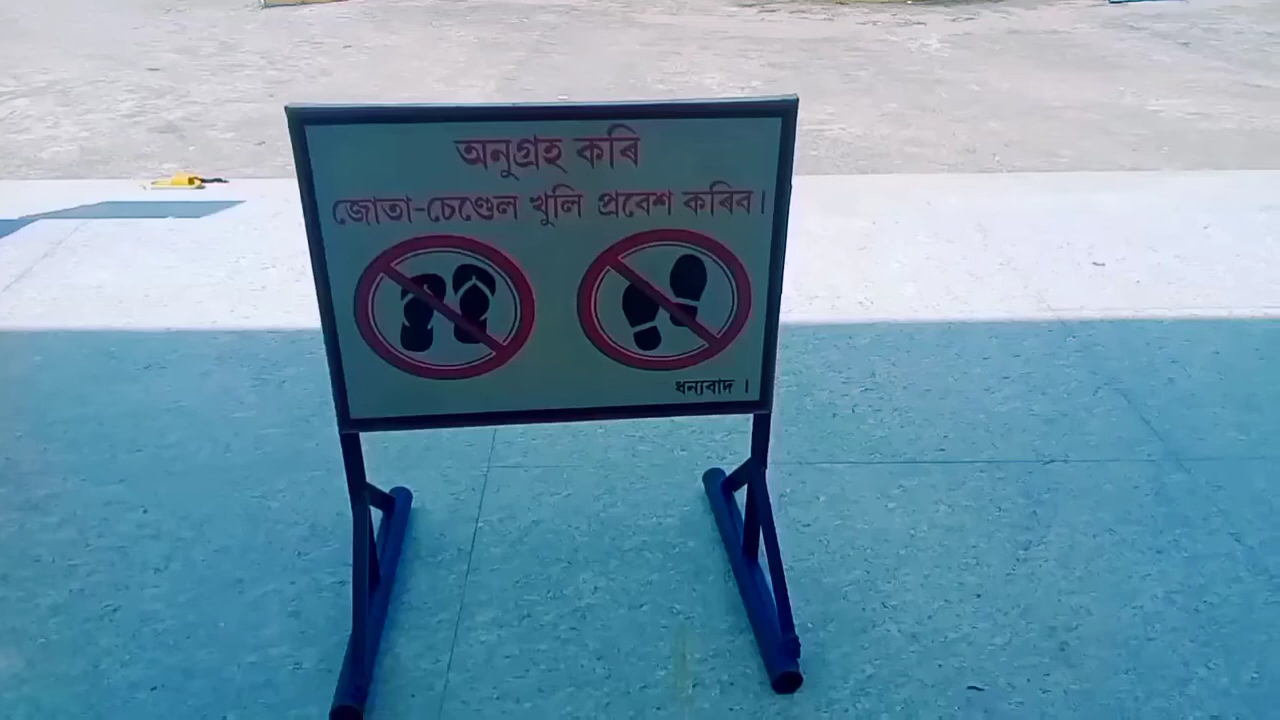 অনুগ্ৰহ কৰি
জোতা-চেণ্ডেল খুলি প্ৰবেশ কৰিব।
ধন্যবাদ ।